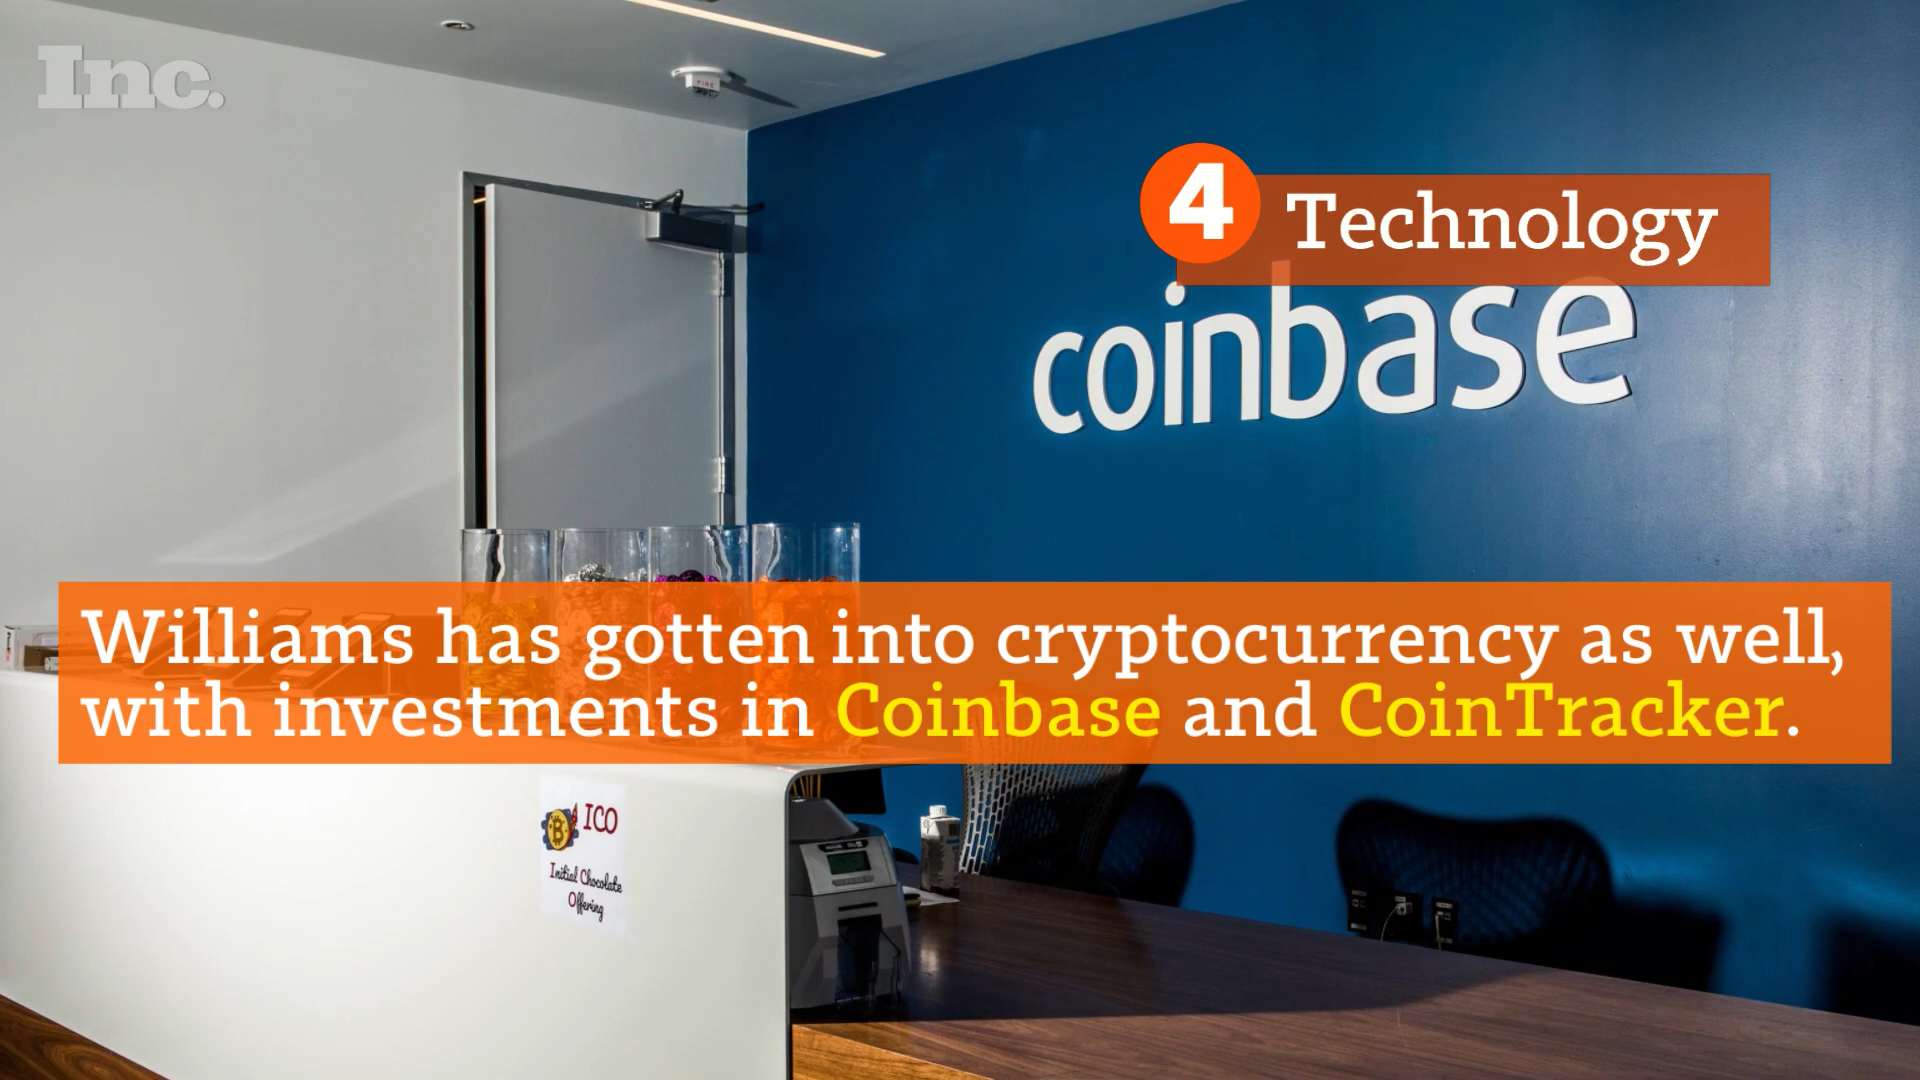 Inc.
FIRE
4 Technology
coinbase
Williams has gotten into cryptocurrency as well,
with investments in Coinbase and CoinTracker.
ICO
Initial Chocolate
Offering